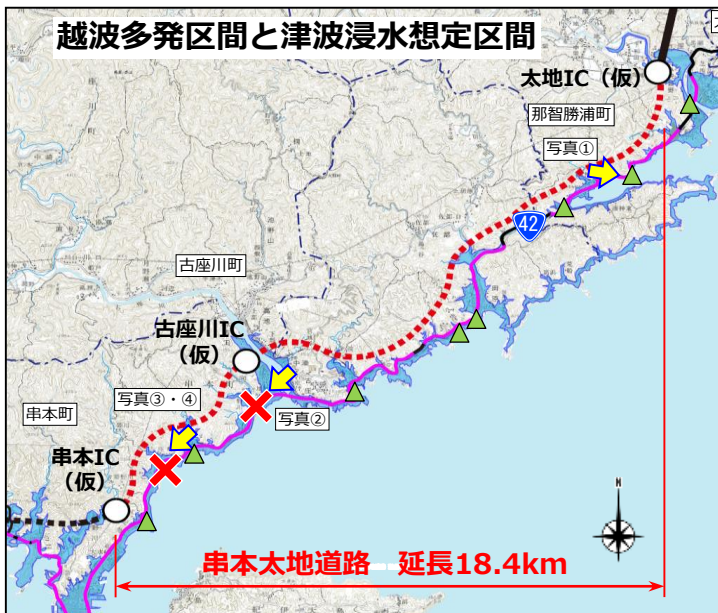 越波多発区間と津波浸水想定区間
太地IC（仮）
那智勝浦町
写真①
42
古座川町
古座川IC
（仮）
写真③・④
写真②
串本町
串本IC
（仮）
串本太地道路　延長18.4km